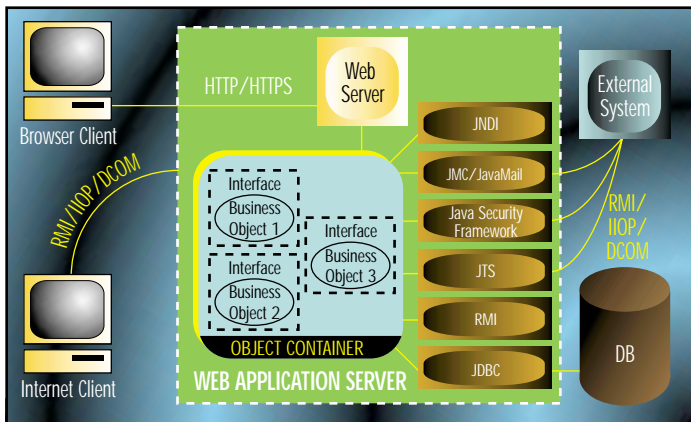 HTTP/HTTPS
Web
Server
External
System
Browser Client
JNDI
JMC/JavaMail
Java Security
Framework
JTS
RMI
JDBC
RMI/IIOP/DCOM
RMI/
IIOP/
DCOM
Interface
Business
Object 1
Interface
Business
Object 2
Interface
Business
Object 3
OBJECT CONTAINER
WEB APPLICATION SERVER
Internet Client
DB